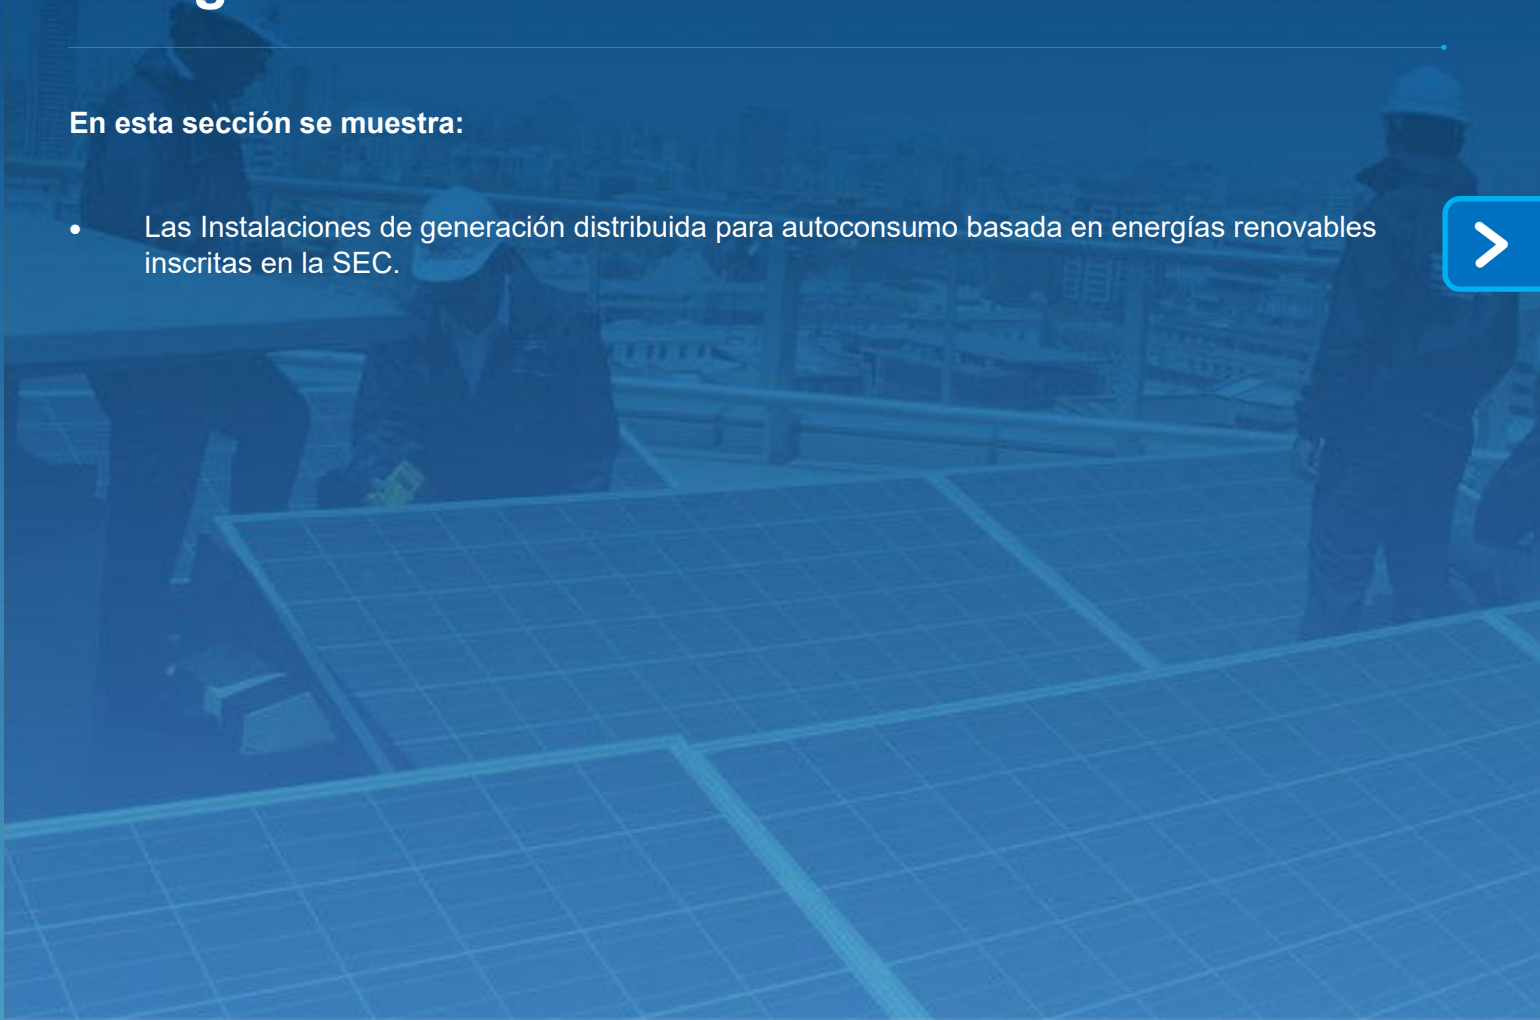 En esta sección se muestra:
• Las Instalaciones de generación distribuida para autoconsumo basada en energías renovables
inscritas en la SEC.